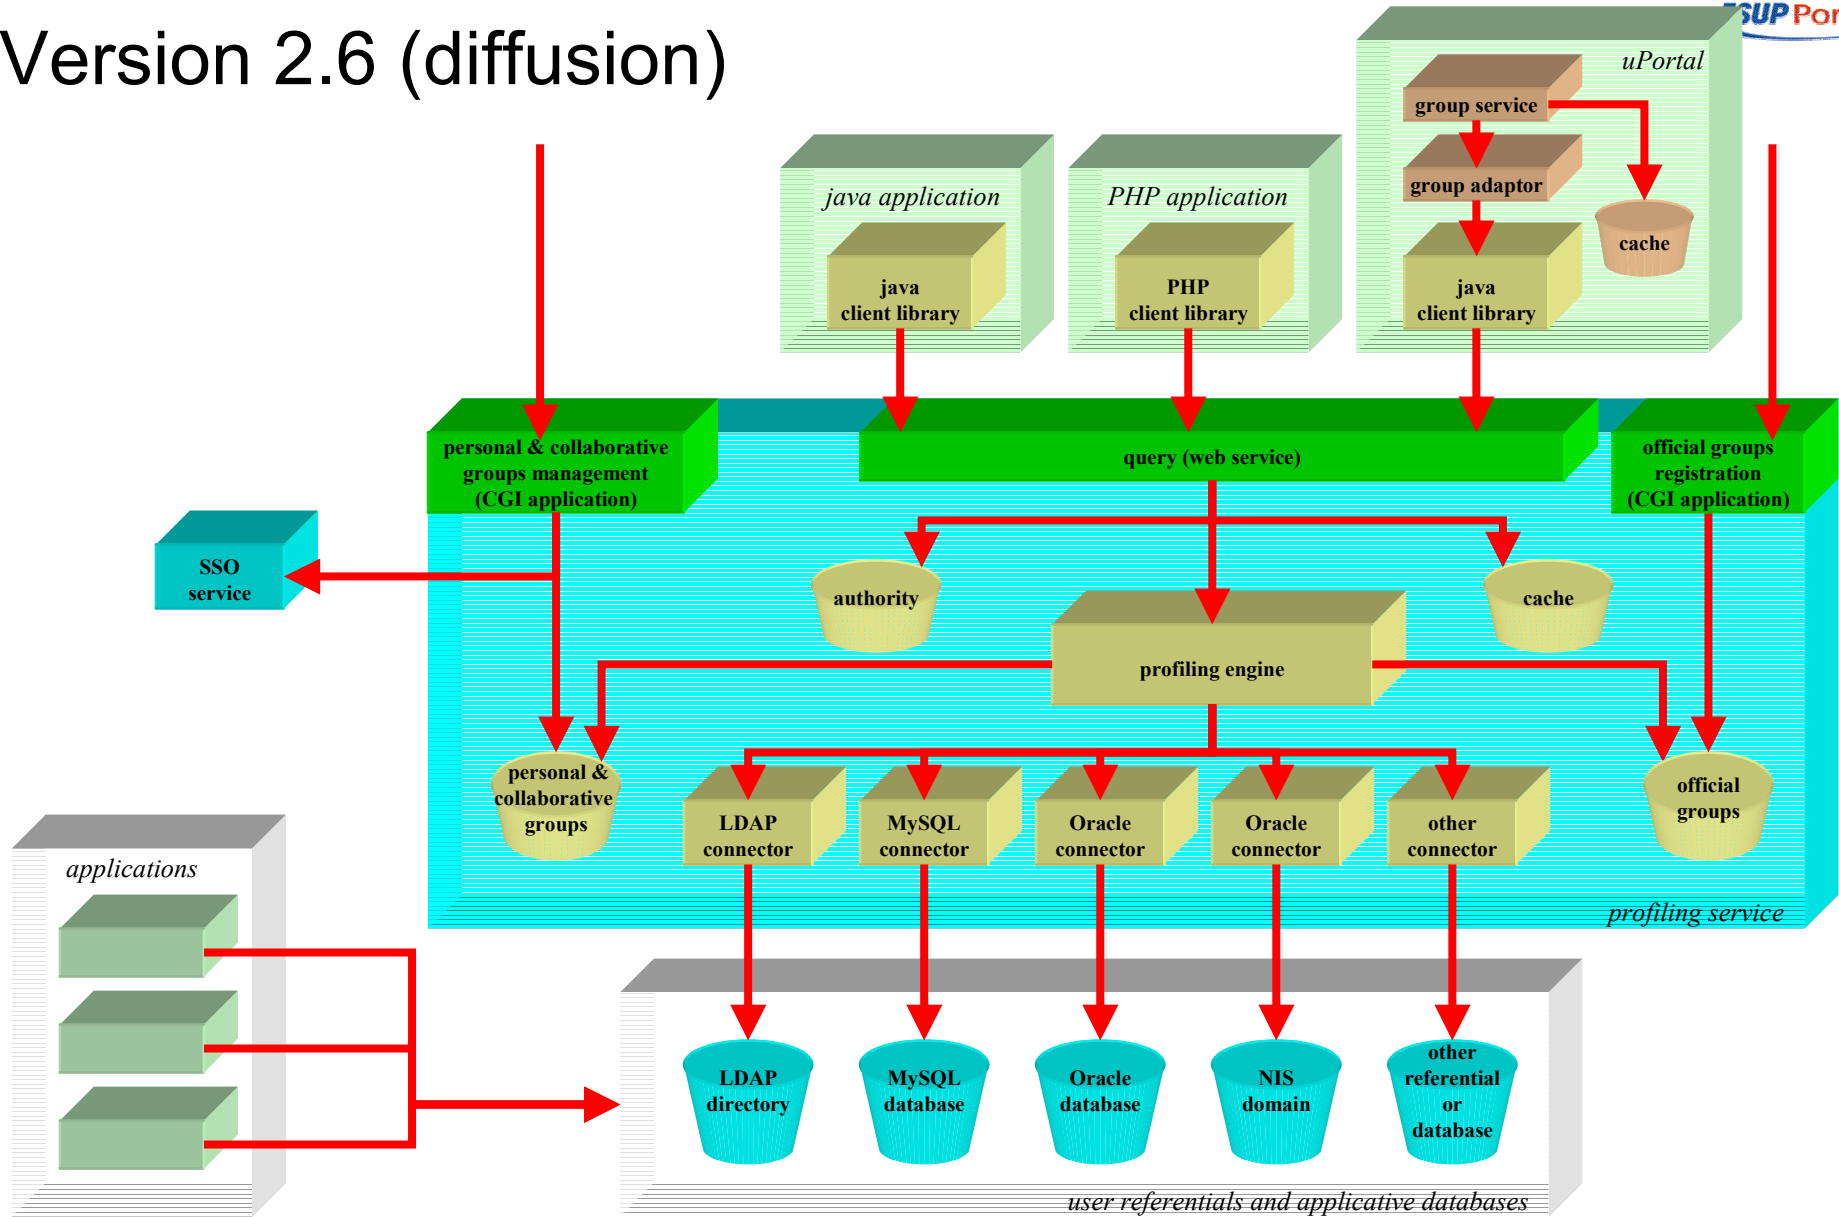 Version 2.6 (diffusion)
ESUP Por
uPortal
group service
group adaptor
cache
java
client library
java application
java
client library
PHP application
PHP
client library
personal & collaborative
groups management
(CGI application)
query (web service)
official groups
registration
(CGI application)
SSO
service
authority
cache
profiling engine
personal &
collaborative
groups
LDAP
connector
MySQL
connector
Oracle
connector
Oracle
connector
other
connector
official
groups
profiling service
applications
LDAP
directory
MySQL
database
Oracle
database
NIS
domain
other
referential
or
database
user referentials and applicative databases